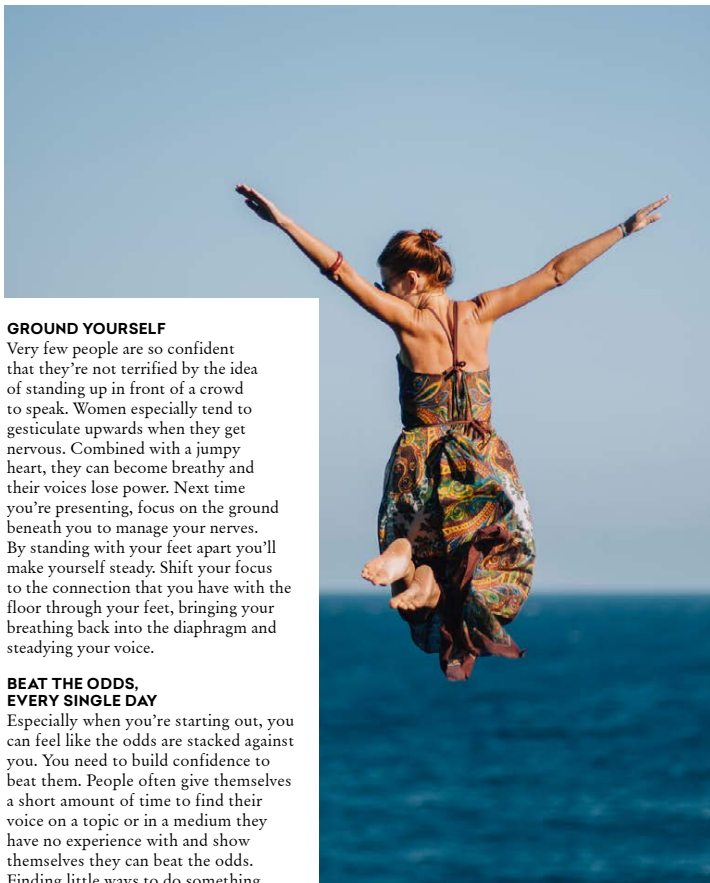 GROUND YOURSELF
Very few people are so confident
that they’re not terrified by the idea
of standing up in front of a crowd
to speak. Women especially tend to
gesticulate upwards when they get
nervous. Combined with a jumpy
heart, they can become breathy and
their voices lose power. Next time
you’re presenting, focus on the ground
beneath you to manage your nerves.
By standing with your feet apart you’ll
make yourself steady. Shift your focus
to the connection that you have with the
floor through your feet, bringing your
breathing back into the diaphragm and
steadying your voice.
BEAT THE ODDS,
EVERY SINGLE DAY
Especially when you’re starting out, you
can feel like the odds are stacked against
you. You need to build confidence to
beat them. People often give themselves
a short amount of time to find their
voice on a topic or in a medium they
have no experience with and show
themselves they can beat the odds.
Finding little ways to do something